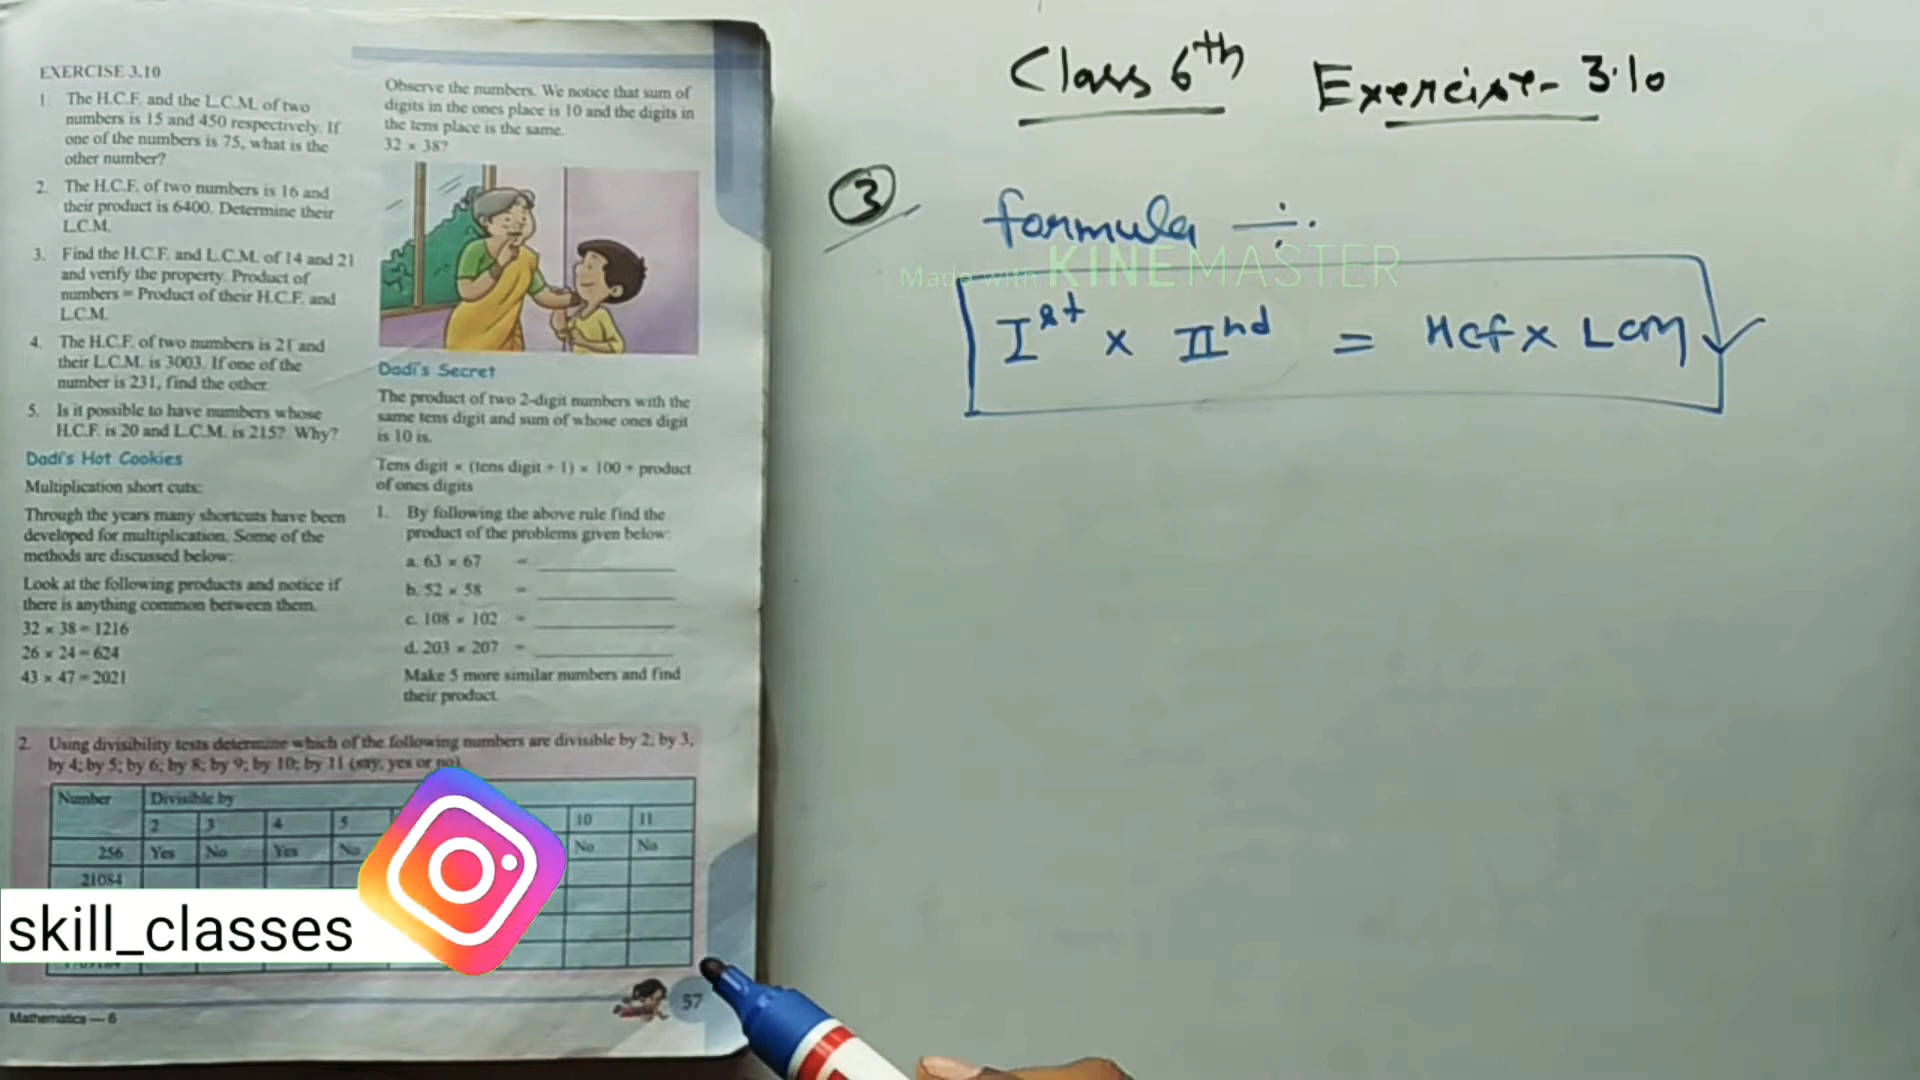 EXERCISE 3.10
1. The H.C.F. and the L.C.M. of two
numbers is 15 and 450 respectively. If
one of the numbers is 75, what is the
other number?
2. The H.C.F. of two numbers is 16 and
their product is 6400. Determine their
L.C.M.
3. Find the H.C.F. and L.C.M. of 14 and 21
and verify the property. Product of
numbers = Product of their H.C.F. and
L.C.M.
4. The H.C.F. of two numbers is 21 and
their L.C.M. is 3003. If one of the
number is 231, find the other.
5. Is it possible to have numbers whose
H.C.F. is 20 and L.C.M. is 215? Why?
Dadi's Hot Cookies
Multiplication short cuts:
Through the years many shortcuts have been
developed for multiplication. Some of the
methods are discussed below:
Look at the following products and notice if
there is anything common between them.
32 × 38 = 1216
26 × 24 = 624
43 × 47 = 2021
Observe the numbers. We notice that sum of
digits in the ones place is 10 and the digits in
the tens place is the same.
32 × 38?
Dadi's Secret
The product of two 2-digit numbers with the
same tens digit and sum of whose ones digit
is 10 is.
Tens digit × (tens digit + 1) × 100 + product
of ones digits
1. By following the above rule find the
product of the problems given below:
a. 63 × 67 =
b. 52 × 58 =
c. 108 × 102 =
d. 203 × 207 =
Make 5 more similar numbers and find
their product.
2. Using divisibility tests determine which of the following numbers are divisible by 2; by 3;
by 4; by 5; by 6; by 8; by 9; by 10; by 11 (say, yes or no)
Number Divisible by
2 3 4 5 10 11
256 Yes No Yes No No No
21084
skill_classes
57
Mathematics — 6
Class 6th Exercise- 3.10
3 formula ÷.
Made with KINEMASTER
Ist × IInd = HCF × LCM